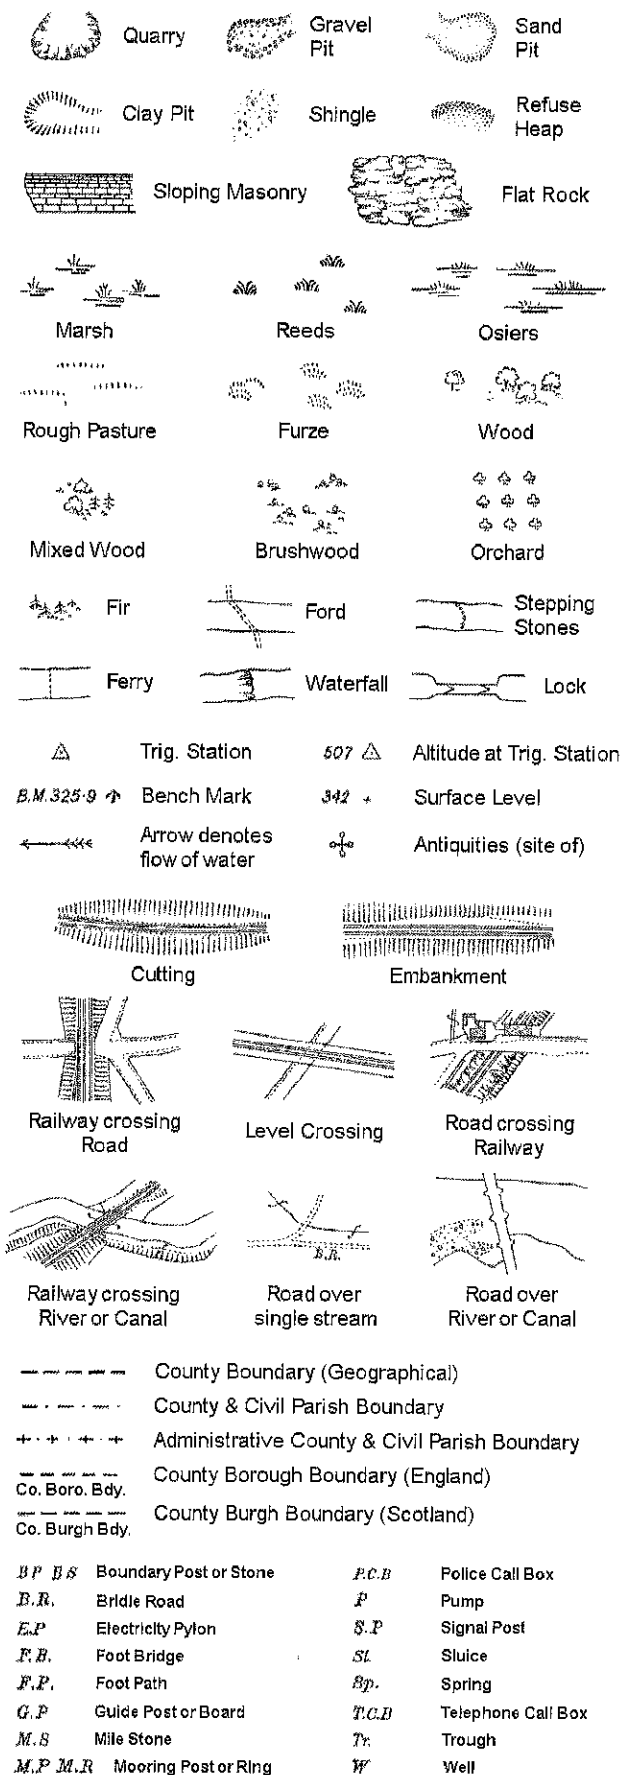 Quarry
Gravel
Pit
Sand
Pit
Clay Pit
Shingle
Refuse
Heap
Sloping Masonry
Flat Rock
Marsh
Reeds
Osiers
Rough Pasture
Furze
Wood
Mixed Wood
Brushwood
Orchard
Fir
Ford
Stepping
Stones
Ferry
Waterfall
Lock
Trig. Station
507 Altitude at Trig. Station
B.M.325·9 Bench Mark
342 + Surface Level
Arrow denotes
flow of water
Antiquities (site of)
Cutting
Embankment
Railway crossing
Road
Level Crossing
Road crossing
Railway
B.R.
Railway crossing
River or Canal
Road over
single stream
Road over
River or Canal
County Boundary (Geographical)
County & Civil Parish Boundary
Administrative County & Civil Parish Boundary
County Borough Boundary (England)
Co. Boro. Bdy.
County Burgh Boundary (Scotland)
Co. Burgh Bdy.
B P B S Boundary Post or Stone
B.R. Bridle Road
E.P Electricity Pylon
F.B. Foot Bridge
F.P. Foot Path
G.P Guide Post or Board
M.S Mile Stone
M.P M.R Mooring Post or Ring
P.C.B Police Call Box
P Pump
S.P Signal Post
Sl. Sluice
Sp. Spring
T.C.B Telephone Call Box
Tr. Trough
W Well